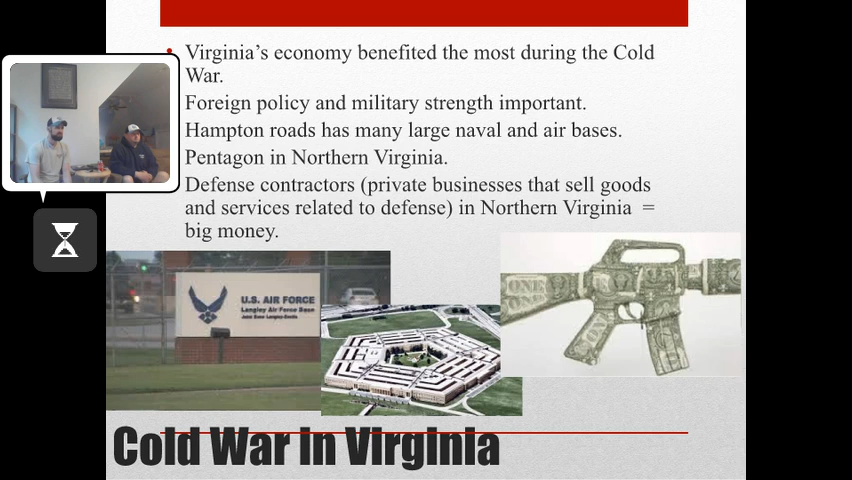 Virginia's economy benefited the most during the Cold
War.
Foreign policy and military strength important.
Hampton roads has many large naval and air bases.
Pentagon in Northern Virginia.
Defense contractors (private businesses that sell goods
and services related to defense) in Northern Virginia =
big money.
U.S. AIR FORCE
Langley Air Force Base
Joint Base Langley-Eustis
ONE
ONE
Cold War in Virginia